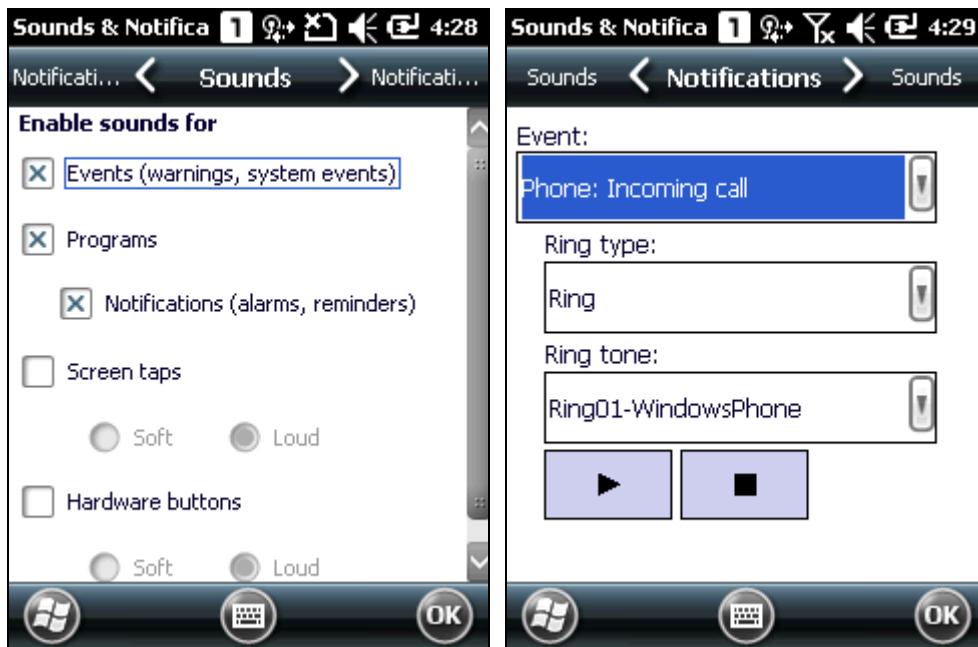 Sounds & Notifica 1 4:28
Notificati... Sounds Notificati...
Enable sounds for
Events (warnings, system events)
Programs
Notifications (alarms, reminders)
Screen taps
Soft Loud
Hardware buttons
Soft Loud
OK
Sounds & Notifica 1 4:29
Sounds Notifications Sounds
Event:
Phone: Incoming call
Ring type:
Ring
Ring tone:
Ring01-WindowsPhone
OK